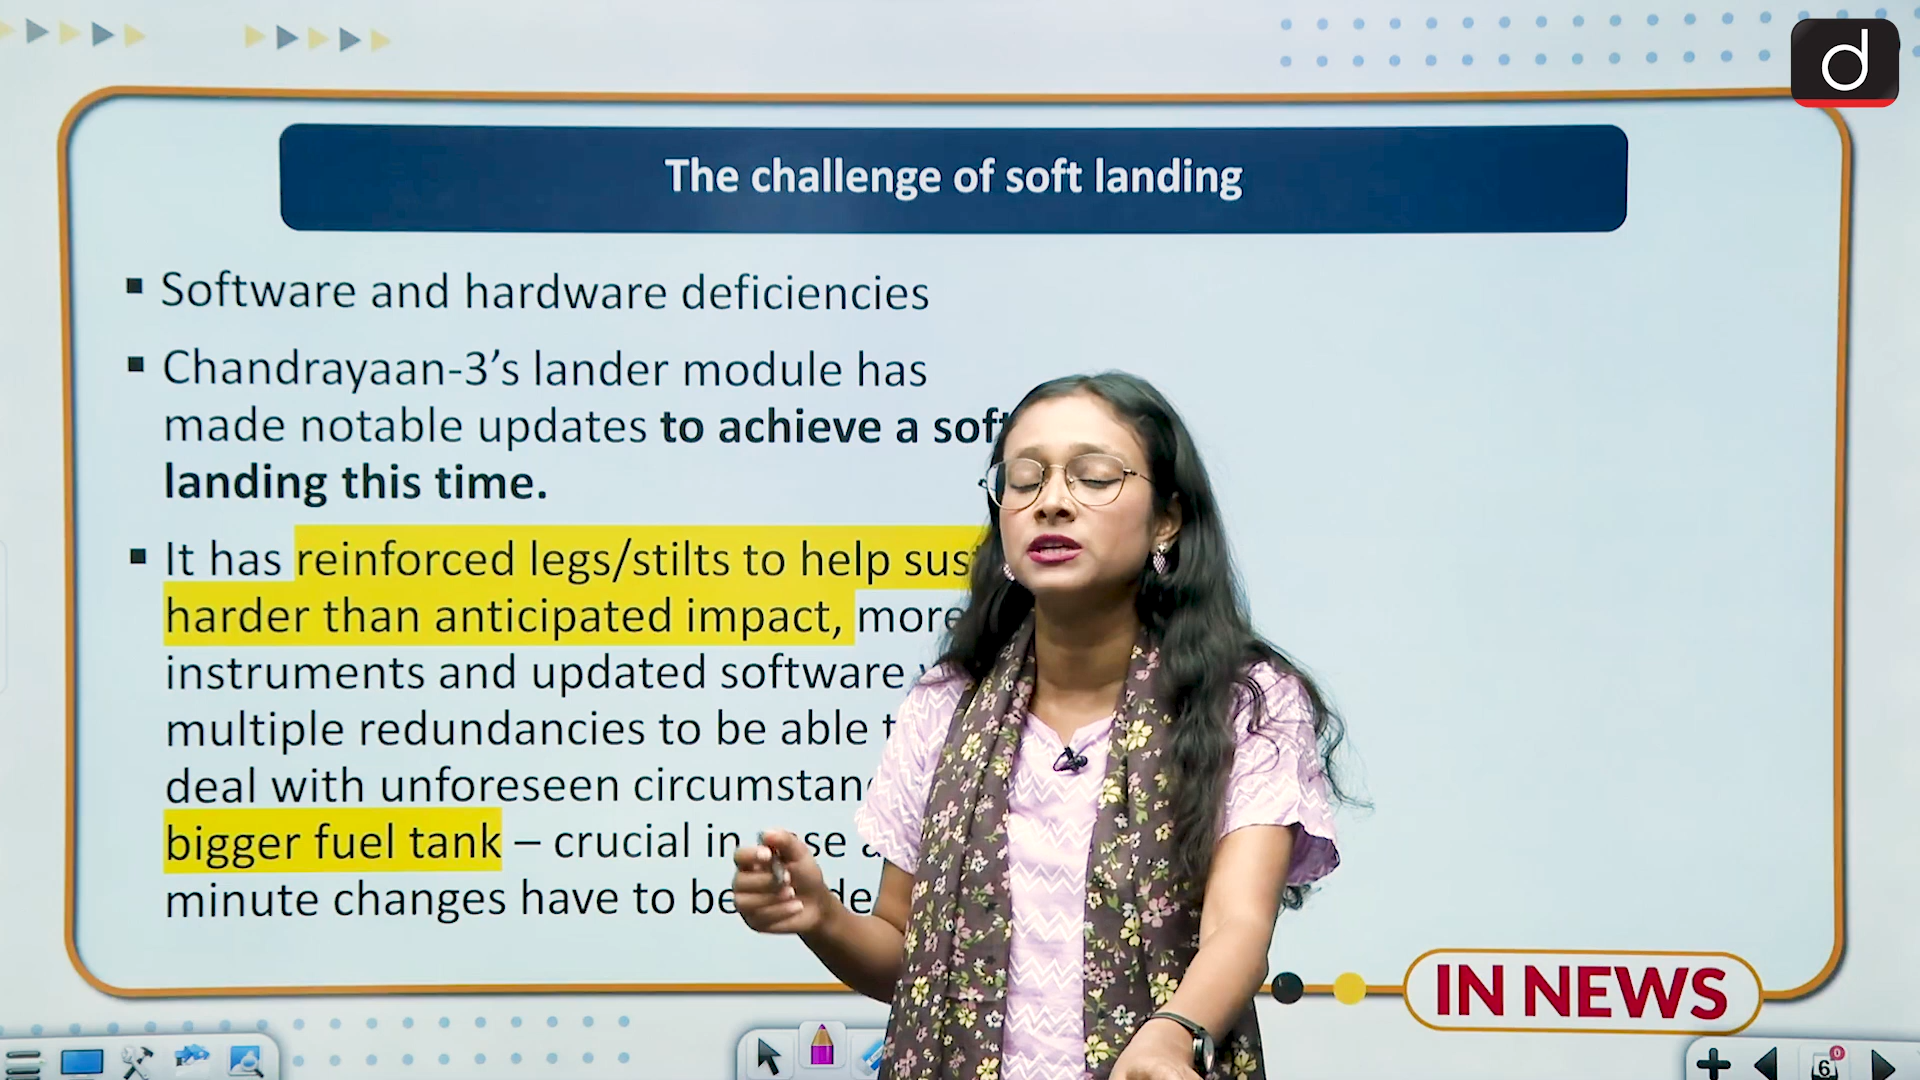 d
The challenge of soft landing
▪ Software and hardware deficiencies
▪ Chandrayaan-3’s lander module has
made notable updates to achieve a soft
landing this time.
▪ It has reinforced legs/stilts to help
harder than anticipated impact, more
instruments and updated software
multiple redundancies to be able
deal with unforeseen
bigger fuel tank – crucial in
minute changes have to be
IN NEWS
6
0